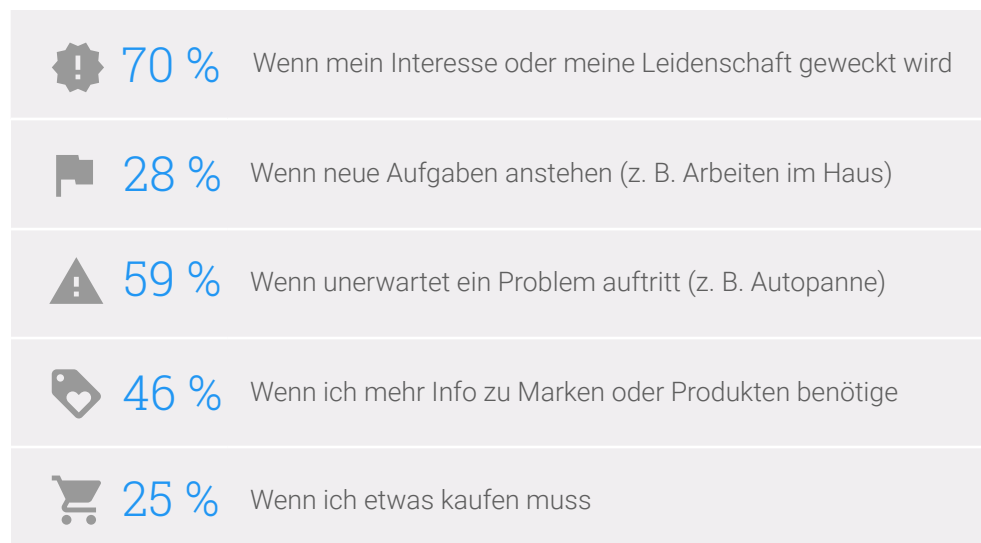 70 % Wenn mein Interesse oder meine Leidenschaft geweckt wird
28 % Wenn neue Aufgaben anstehen (z. B. Arbeiten im Haus)
59 % Wenn unerwartet ein Problem auftritt (z. B. Autopanne)
46 % Wenn ich mehr Info zu Marken oder Produkten benötige
25 % Wenn ich etwas kaufen muss